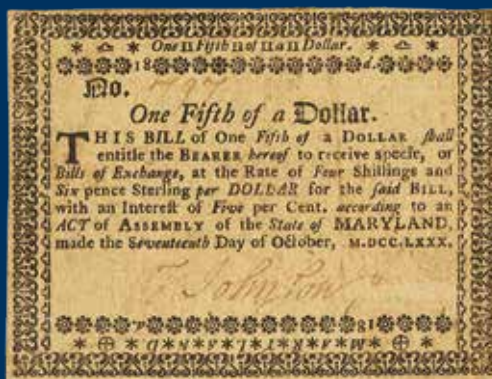 One n Fifth n of n a n Dollar.
18 d.
No. 797
One Fifth of a Dollar.
THIS BILL of One Fifth of a DOLLAR ſhall
entitle the BEARER hereof to receive ſpecie, or
Bills of Exchange, at the Rate of Four Shillings and
Six pence Sterling per DOLLAR for the ſaid BILL,
with an Intereſt of Five per Cent. according to an
ACT of ASSEMBLY of the State of MARYLAND,
made the Seventeenth Day of October, M.DCC.LXXX.
T. Johnſon